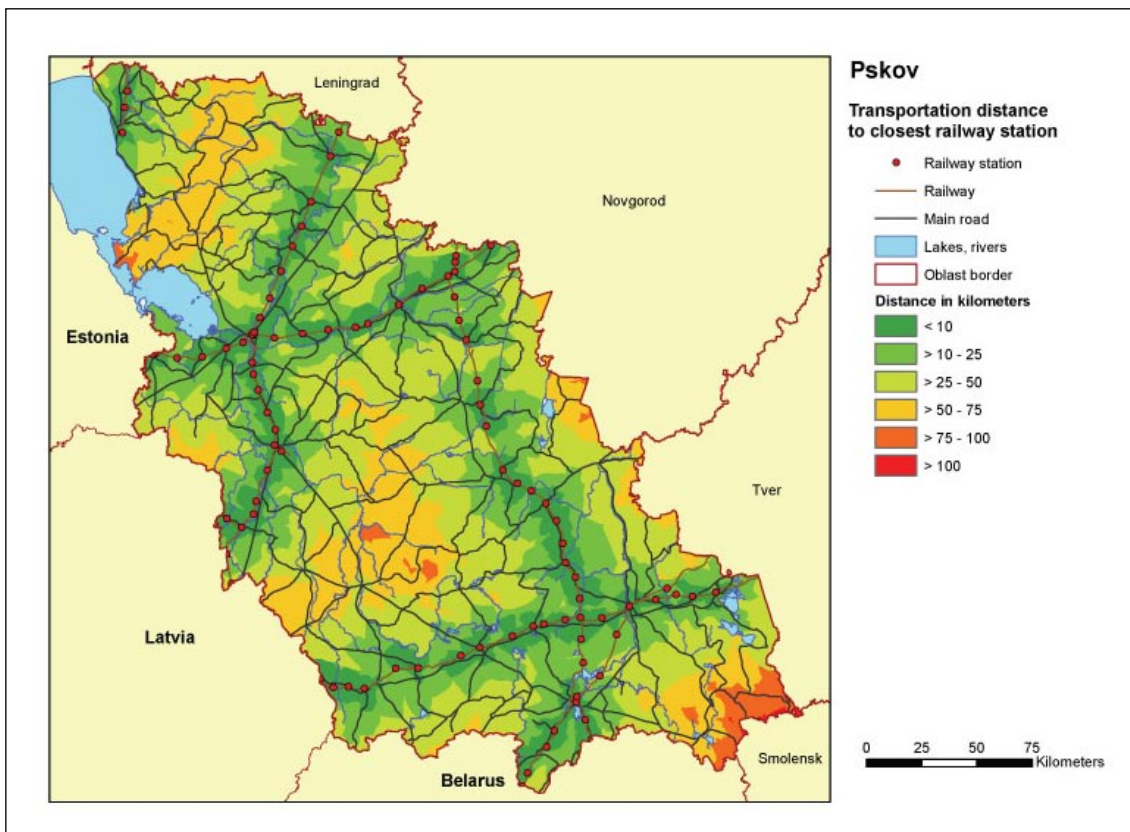 Pskov
Transportation distance
to closest railway station
Railway station
Railway
Main road
Lakes, rivers
Oblast border
Distance in kilometers
< 10
> 10 - 25
> 25 - 50
> 50 - 75
> 75 - 100
> 100
Leningrad
Novgorod
Estonia
Tver
Latvia
Smolensk
Belarus
0 25 50 75
Kilometers